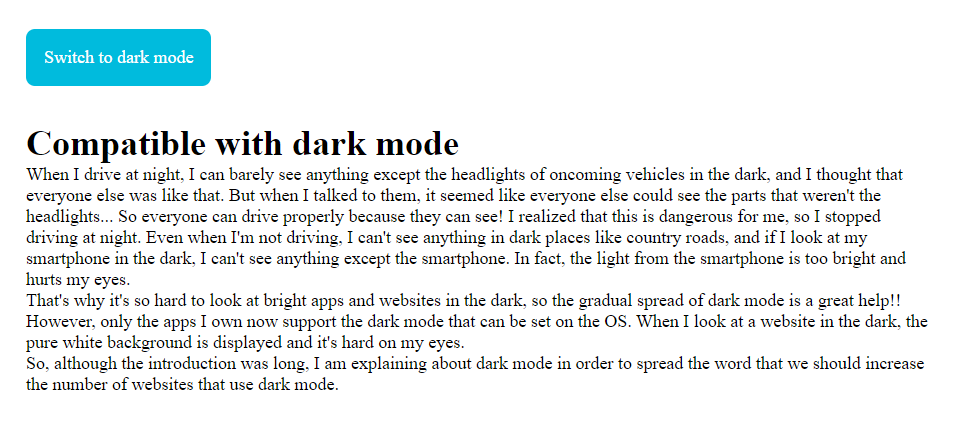 Switch to dark mode
Compatible with dark mode
When I drive at night, I can barely see anything except the headlights of oncoming vehicles in the dark, and I thought that
everyone else was like that. But when I talked to them, it seemed like everyone else could see the parts that weren't the
headlights... So everyone can drive properly because they can see! I realized that this is dangerous for me, so I stopped
driving at night. Even when I'm not driving, I can't see anything in dark places like country roads, and if I look at my
smartphone in the dark, I can't see anything except the smartphone. In fact, the light from the smartphone is too bright and
hurts my eyes.
That's why it's so hard to look at bright apps and websites in the dark, so the gradual spread of dark mode is a great help!!
However, only the apps I own now support the dark mode that can be set on the OS. When I look at a website in the dark, the
pure white background is displayed and it's hard on my eyes.
So, although the introduction was long, I am explaining about dark mode in order to spread the word that we should increase
the number of websites that use dark mode.